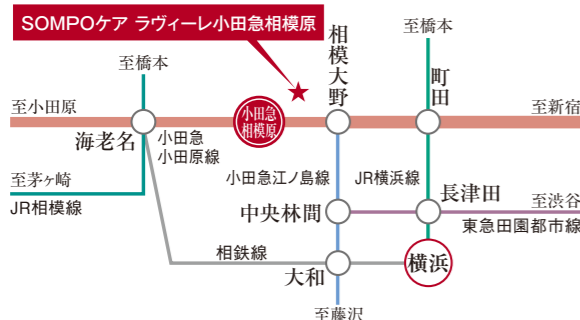 SOMPOケア ラヴィーレ小田急相模原
至橋本
相模大野
至橋本
町田
至小田原
小田急
相模原
至新宿
海老名
小田急
小田原線
至茅ヶ崎
JR相模線
小田急江ノ島線
JR横浜線
長津田
至渋谷
中央林間
東急田園都市線
相鉄線
大和
横浜
至藤沢